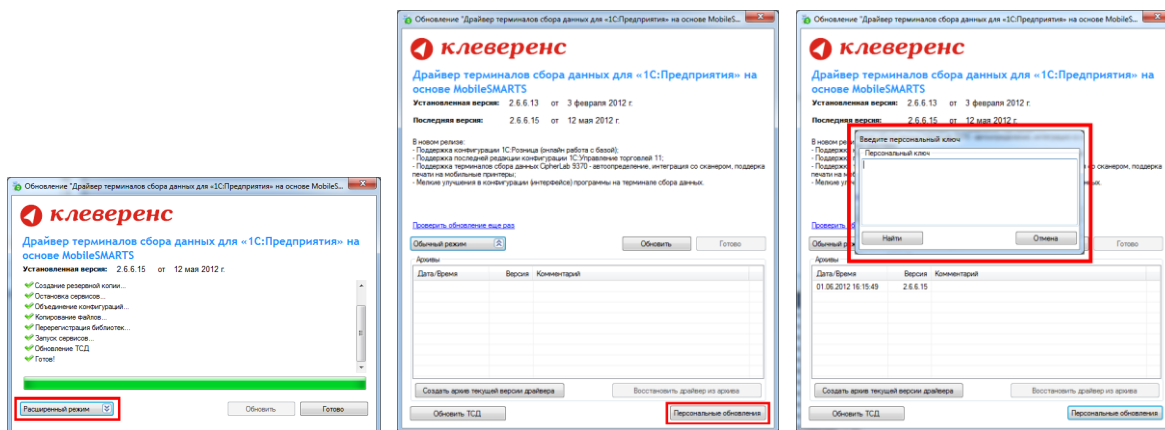 Обновление "Драйвер терминалов сбора данных для «1С:Предприятия» на основе MobileS...
клеверенс
Драйвер терминалов сбора данных для «1С:Предприятия» на
основе MobileSMARTS
Установленная версия: 2.6.6.15 от 12 мая 2012 г.
Создание резервной копии...
Остановка сервисов...
Объединение конфигураций...
Копирование файлов...
Перерегистрация библиотек...
Запуск сервисов...
Обновление ТСД
Готов!
Расширенный режим
Обновить
Готово
Обновление "Драйвер терминалов сбора данных для «1С:Предприятия» на основе MobileS...
клеверенс
Драйвер терминалов сбора данных для «1С:Предприятия» на
основе MobileSMARTS
Установленная версия: 2.6.6.13 от 3 февраля 2012 г.
Последняя версия: 2.6.6.15 от 12 мая 2012 г.
В новом релизе:
- Поддержка конфигурации 1С:Розница (онлайн работа с базой);
- Поддержка последней редакции конфигурации 1С:Управление торговлей 11;
- Поддержка терминалов сбора данных CipherLab 9370 - автоопределение, интеграция со сканером, поддерка
печати на мобильные принтеры;
- Мелкие улучшения в конфигурации (интерфейсе) программы на терминале сбора данных.
Проверить обновление еще раз
Обычный режим
Обновить
Готово
Архивы
Дата/Время Версия Комментарий
Создать архив текущей версии драйвера
Восстановить драйвер из архива
Обновить ТСД
Персональные обновления
Обновление "Драйвер терминалов сбора данных для «1С:Предприятия» на основе MobileS...
клеверенс
Драйвер терминалов сбора данных для «1С:Предприятия» на
основе MobileSMARTS
Установленная версия: 2.6.6.13 от 3 февраля 2012 г.
Последняя версия: 2.6.6.15 от 12 мая 2012 г.
В новом
- Поддержка
- Поддержка
- Поддержка
со сканером, поддерка
печати на
- Мелкие
Введите персональный ключ
Персональный ключ
Найти
Отмена
Обычный
Готово
Архивы
Дата/Время Версия Комментарий
01.06.2012 16:15:49 2.6.6.15
Создать архив текущей версии драйвера
Восстановить драйвер из архива
Обновить ТСД
Персональные обновления